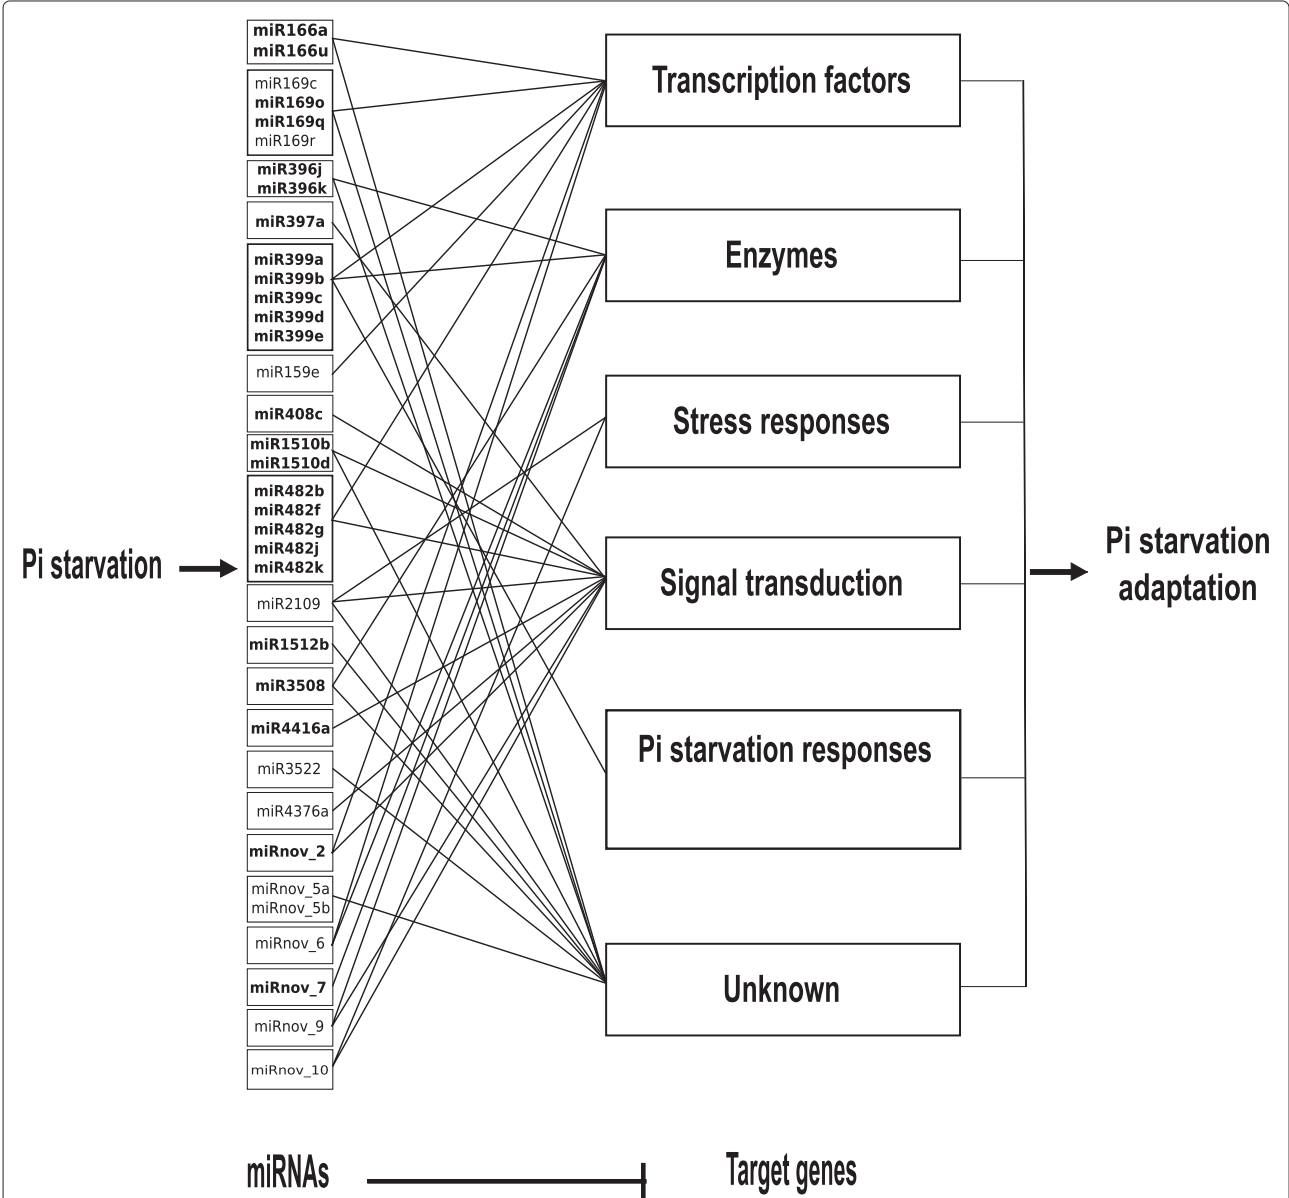 miR166a
miR166u
miR169c
miR169o
miR169q
miR169r
miR396j
miR396k
miR397a
miR399a
miR399b
miR399c
miR399d
miR399e
miR159e
miR408c
miR1510b
miR1510d
miR482b
miR482f
miR482g
miR482j
miR482k
miR2109
miR1512b
miR3508
miR4416a
miR3522
miR4376a
miRnov_2
miRnov_5a
miRnov_5b
miRnov_6
miRnov_7
miRnov_9
miRnov_10
Pi starvation
Transcription factors
Enzymes
Stress responses
Signal transduction
Pi starvation responses
Unknown
Pi starvation
adaptation
miRNAs
Target genes